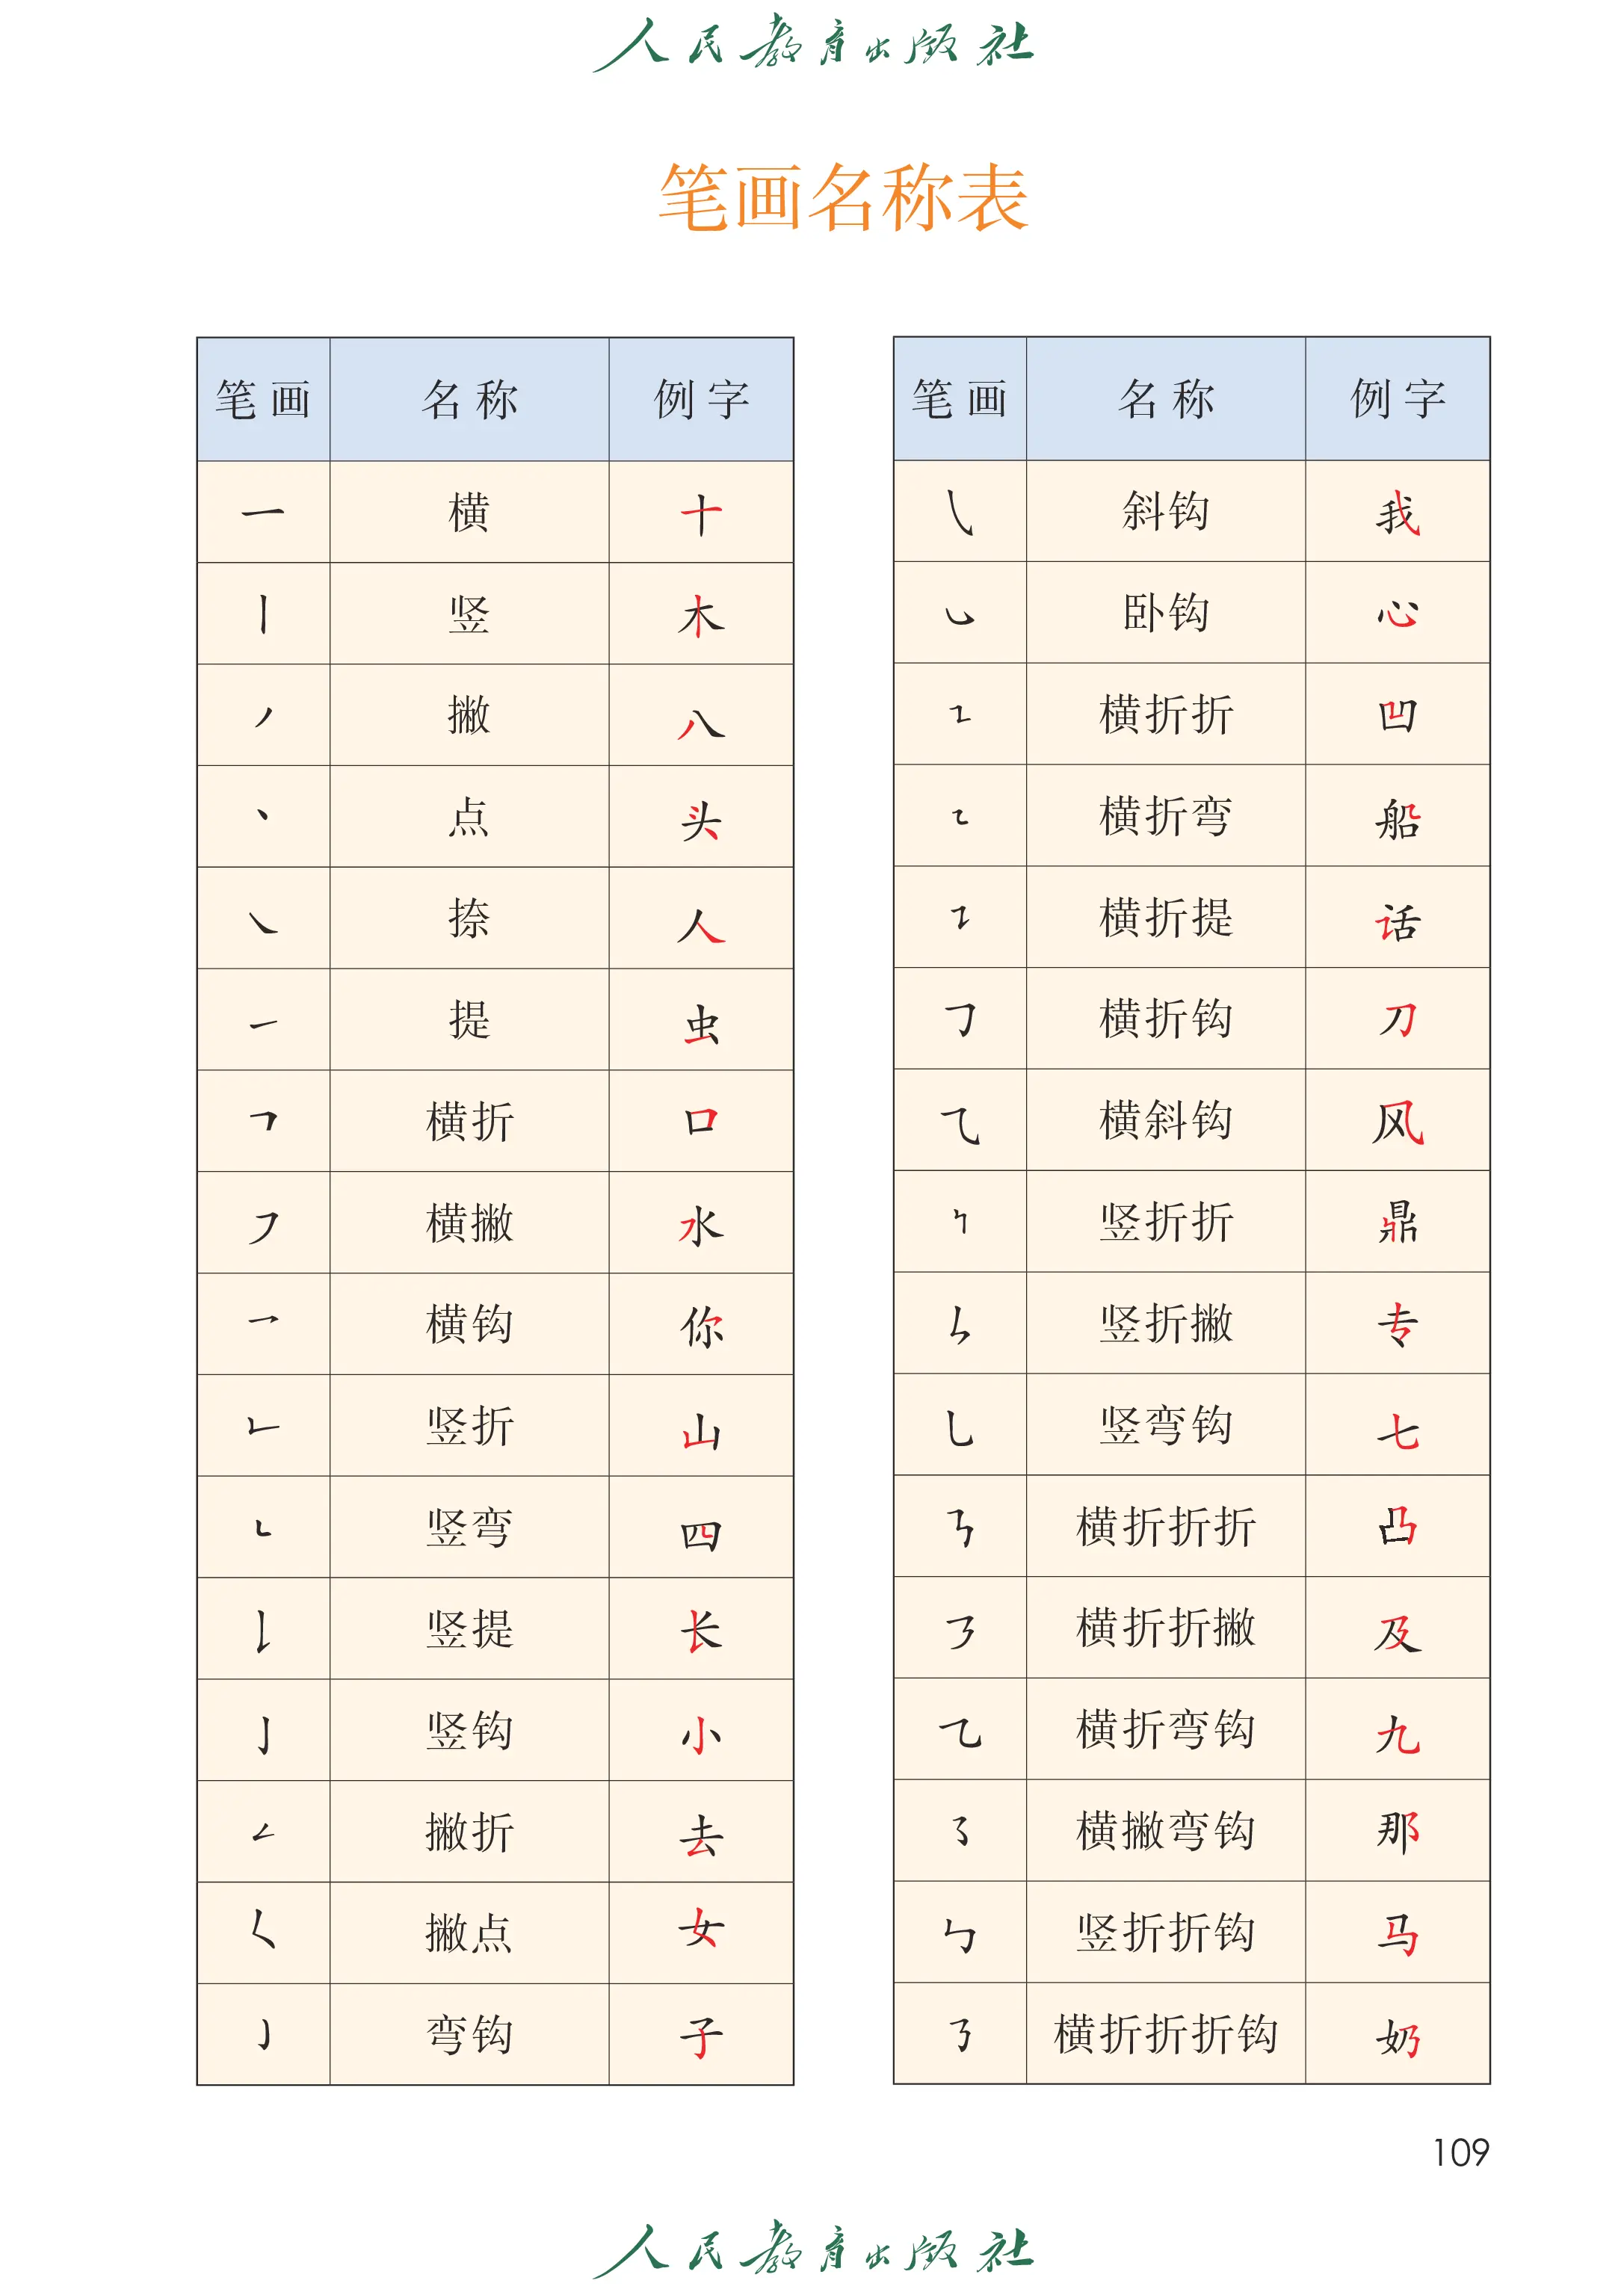 人民教育出版社
笔画名称表
笔画 名称 例字
一 横 十
丨 竖 木
丿 撇 八
丶 点 头
㇏ 捺 人
㇀ 提 虫
𠃍 横折 口
㇇ 横撇 水
乛 横钩 你
𠃊 竖折 山
㇄ 竖弯 四
𠄌 竖提 长
亅 竖钩 小
𠃋 撇折 去
𡿨 撇点 女
㇁ 弯钩 子
笔画 名称 例字
㇂ 斜钩 我
㇃ 卧钩 心
㇅ 横折折 凹
㇍ 横折弯 船
㇊ 横折提 话
𠃌 横折钩 刀
⺄ 横斜钩 风
𠃑 竖折折 鼎
ㄣ 竖折撇 专
乚 竖弯钩 七
㇎ 横折折折 凸
㇋ 横折折撇 及
㇈ 横折弯钩 九
㇌ 横撇弯钩 那
㇉ 竖折折钩 马
𠄎 横折折折钩 奶
109
人民教育出版社